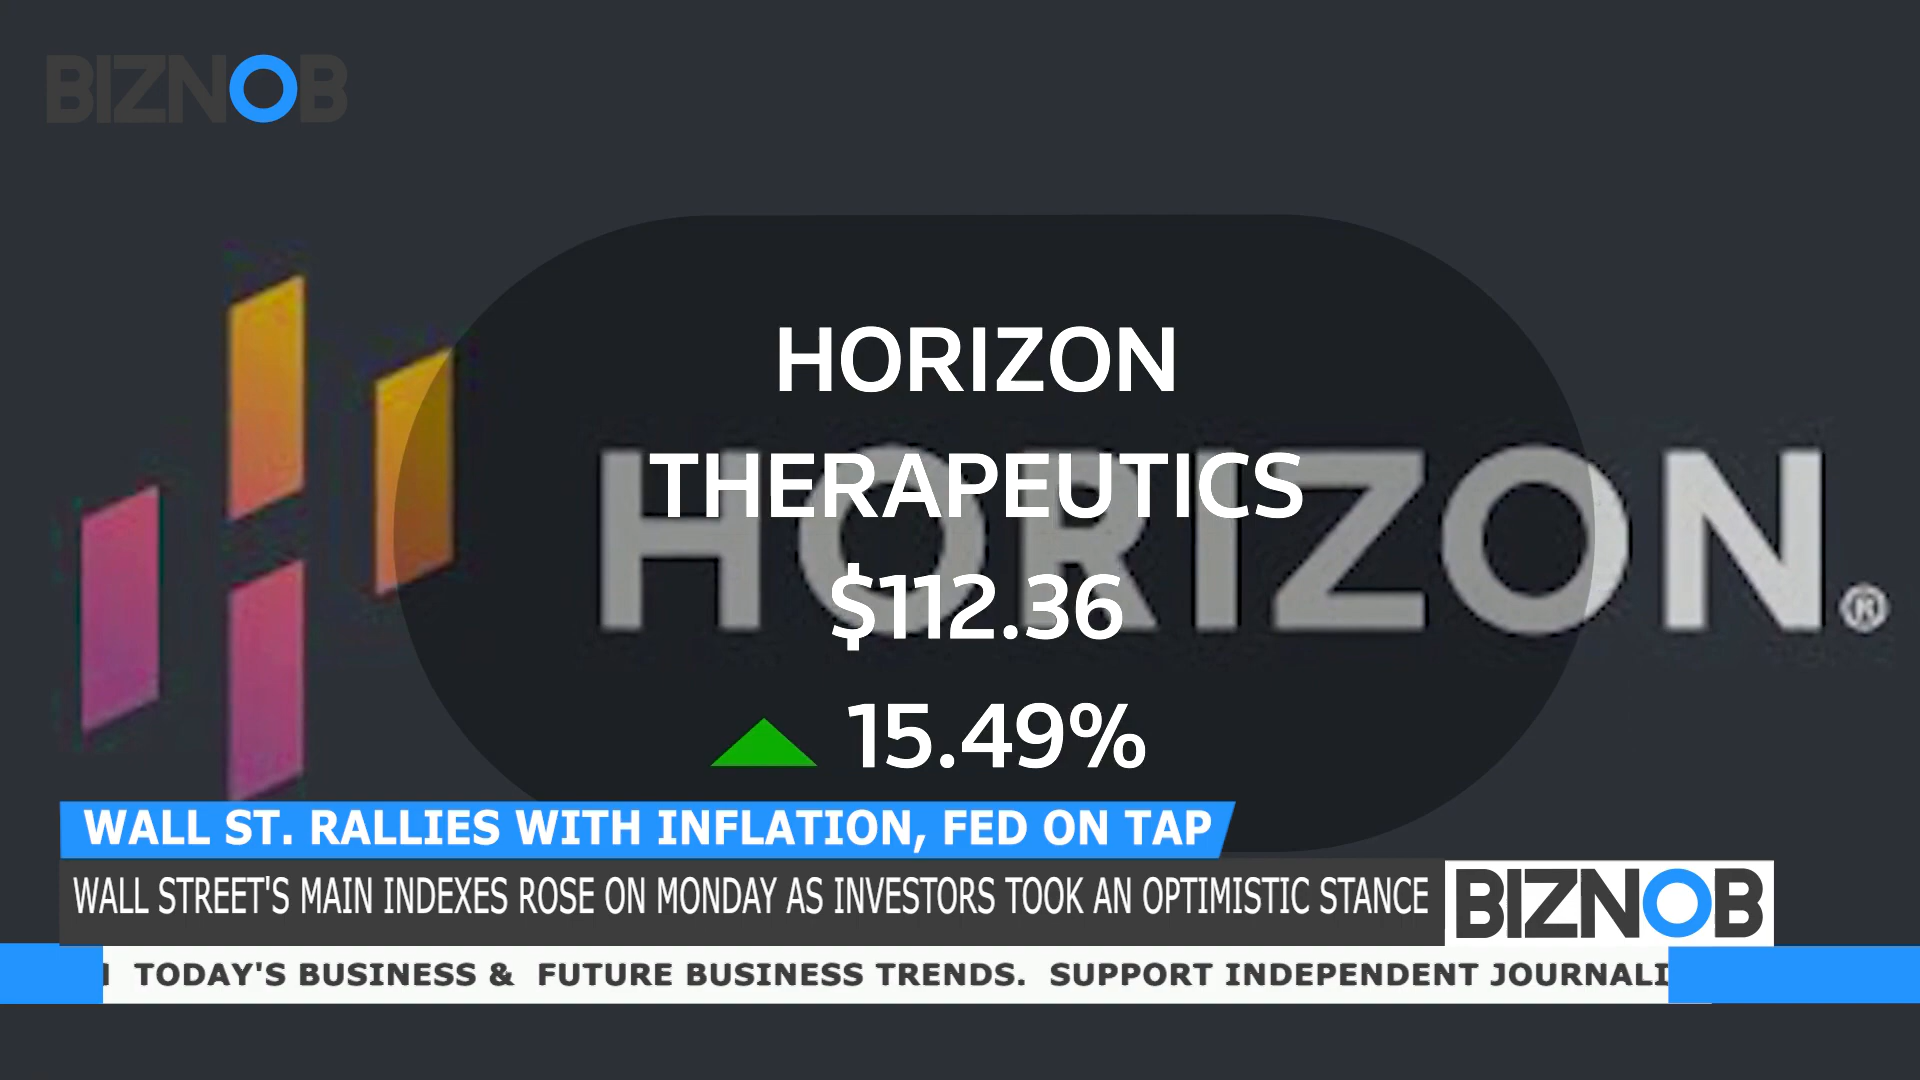 BIZNOB
HORIZON
THERAPEUTICS
HORIZON®
$112.36
15.49%
WALL ST. RALLIES WITH INFLATION, FED ON TAP
WALL STREET'S MAIN INDEXES ROSE ON MONDAY AS INVESTORS TOOK AN OPTIMISTIC STANCE
BIZNOB
TODAY'S BUSINESS & FUTURE BUSINESS TRENDS. SUPPORT INDEPENDENT JOURNALI